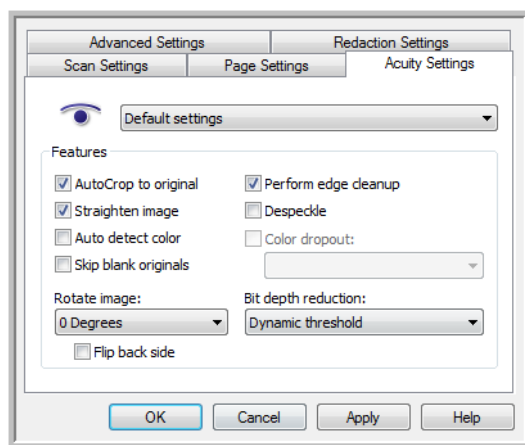 Advanced Settings Redaction Settings
Scan Settings Page Settings Acuity Settings
Default settings
Features
AutoCrop to original Perform edge cleanup
Straighten image Despeckle
Auto detect color Color dropout:
Skip blank originals
Rotate image: Bit depth reduction:
0 Degrees Dynamic threshold
Flip back side
OK Cancel Apply Help